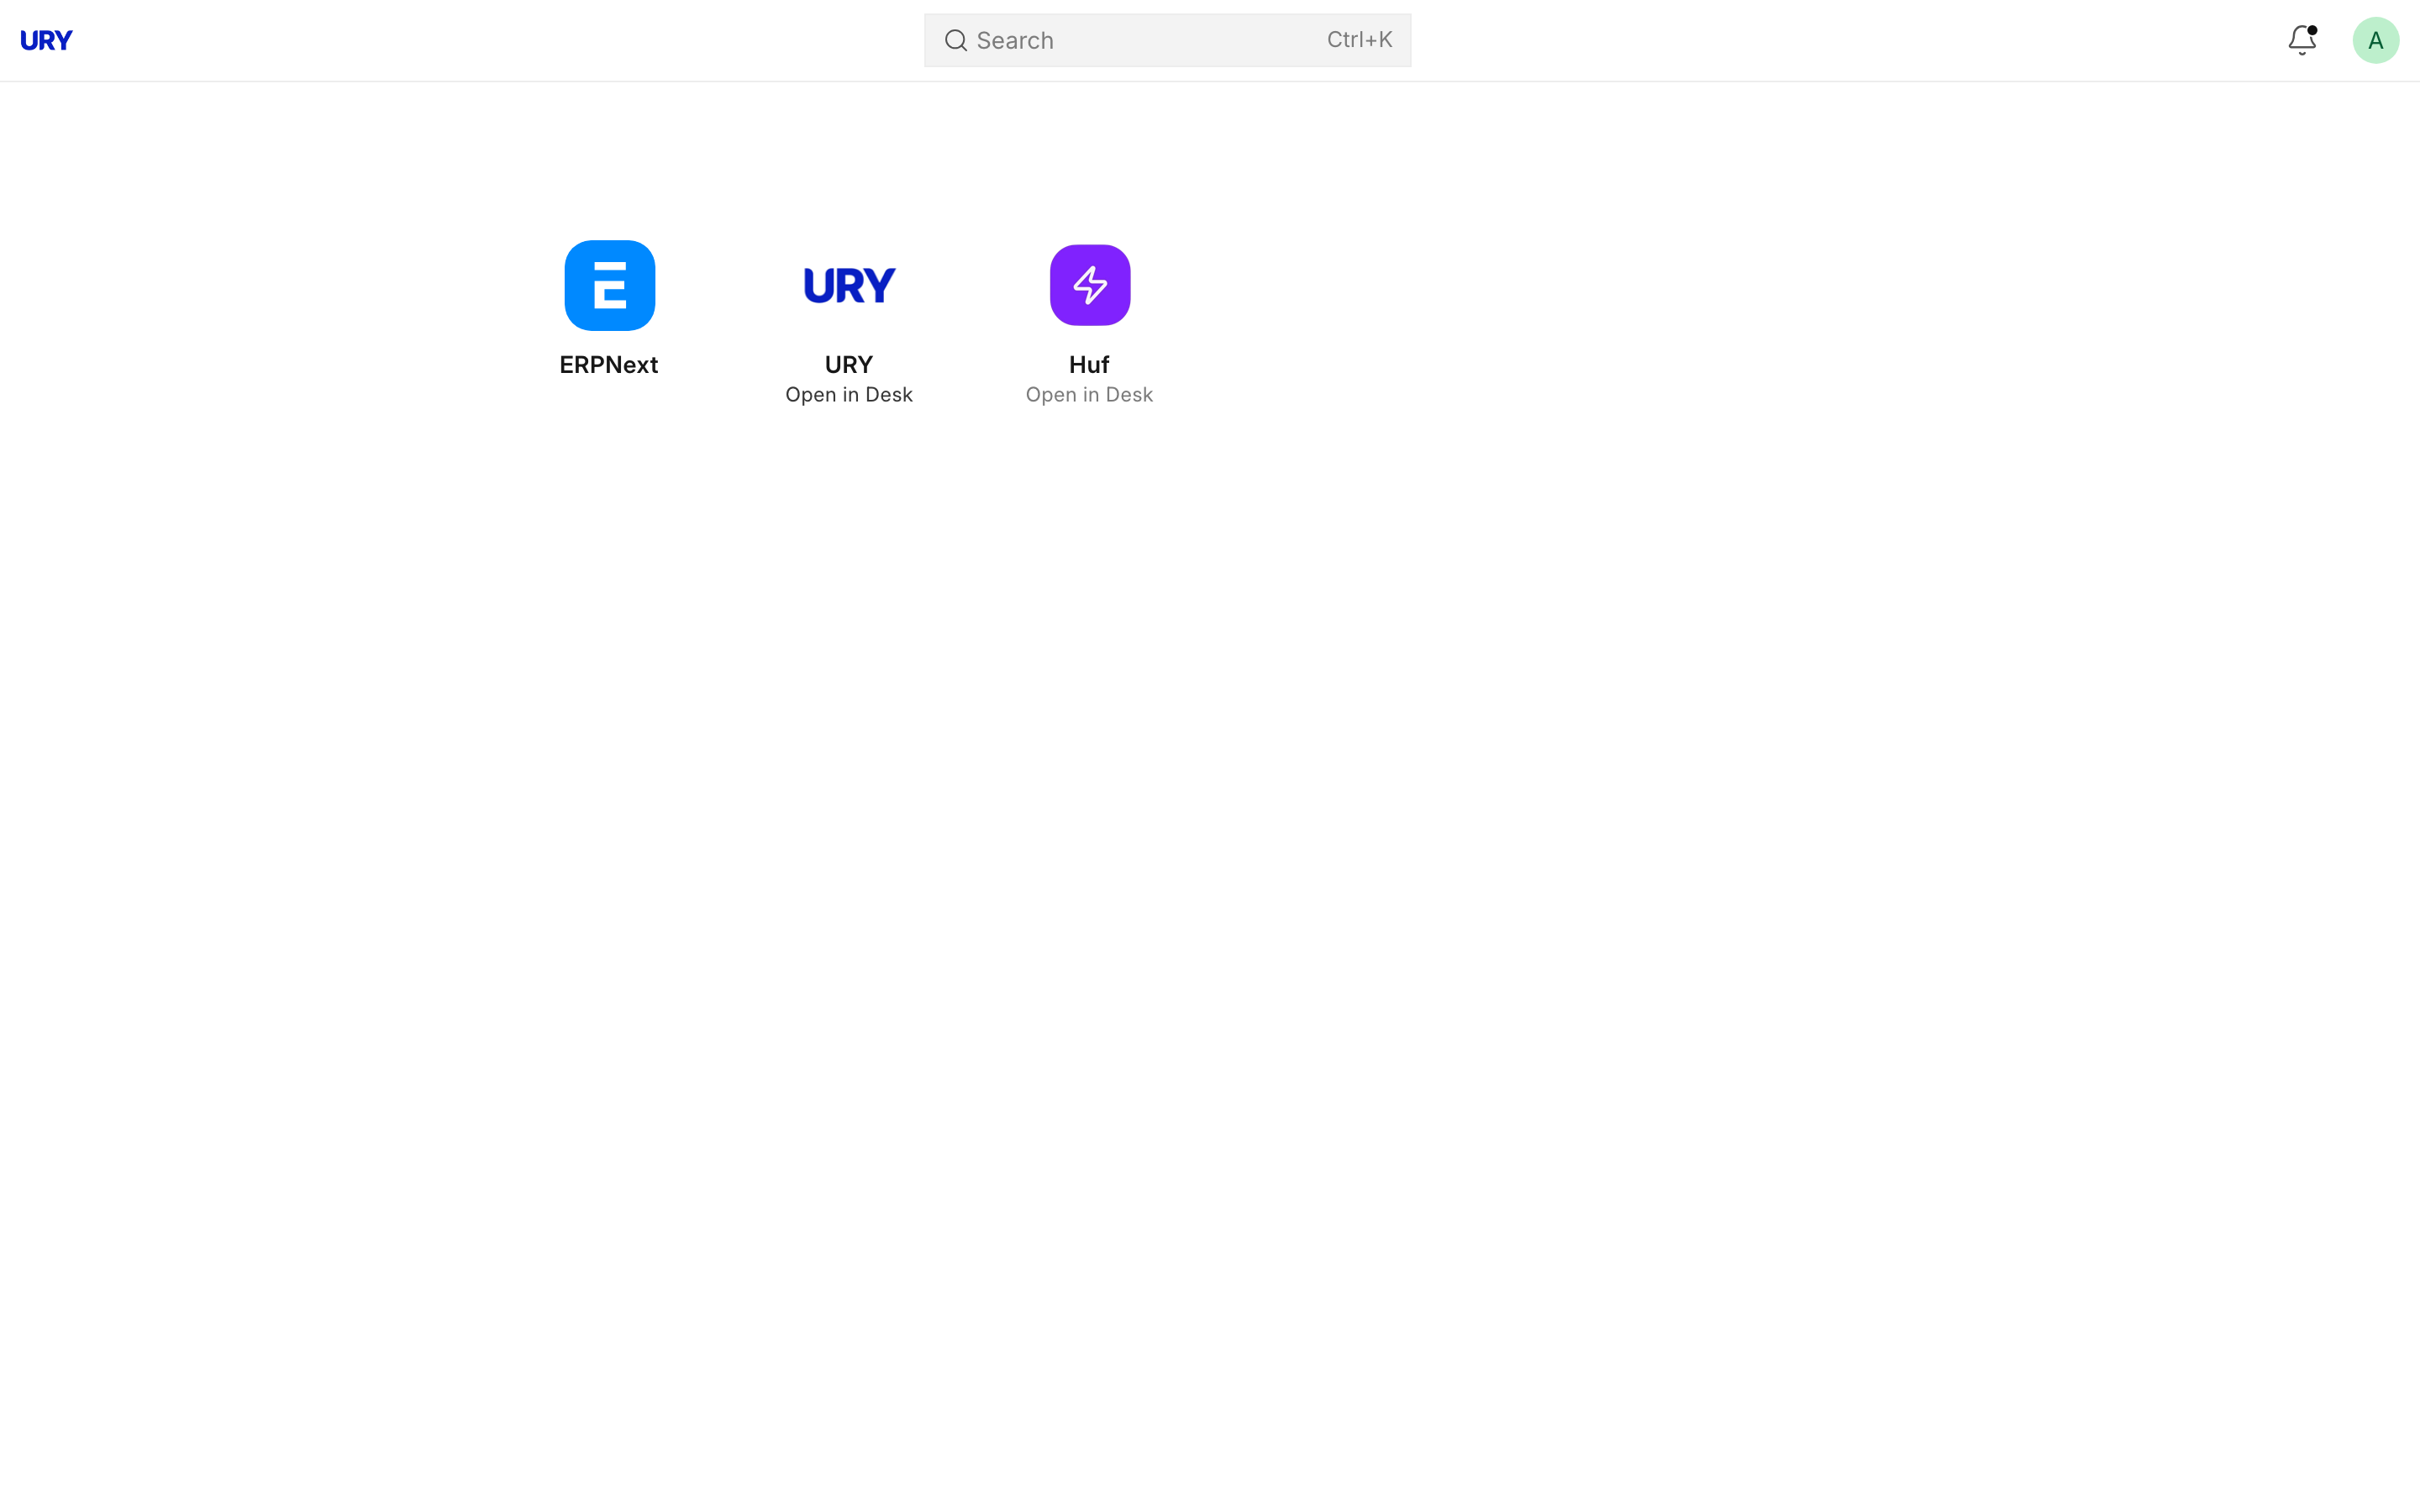 URY
Search
Ctrl+K
A
URY
ERPNext
URY
Huf
Open in Desk
Open in Desk